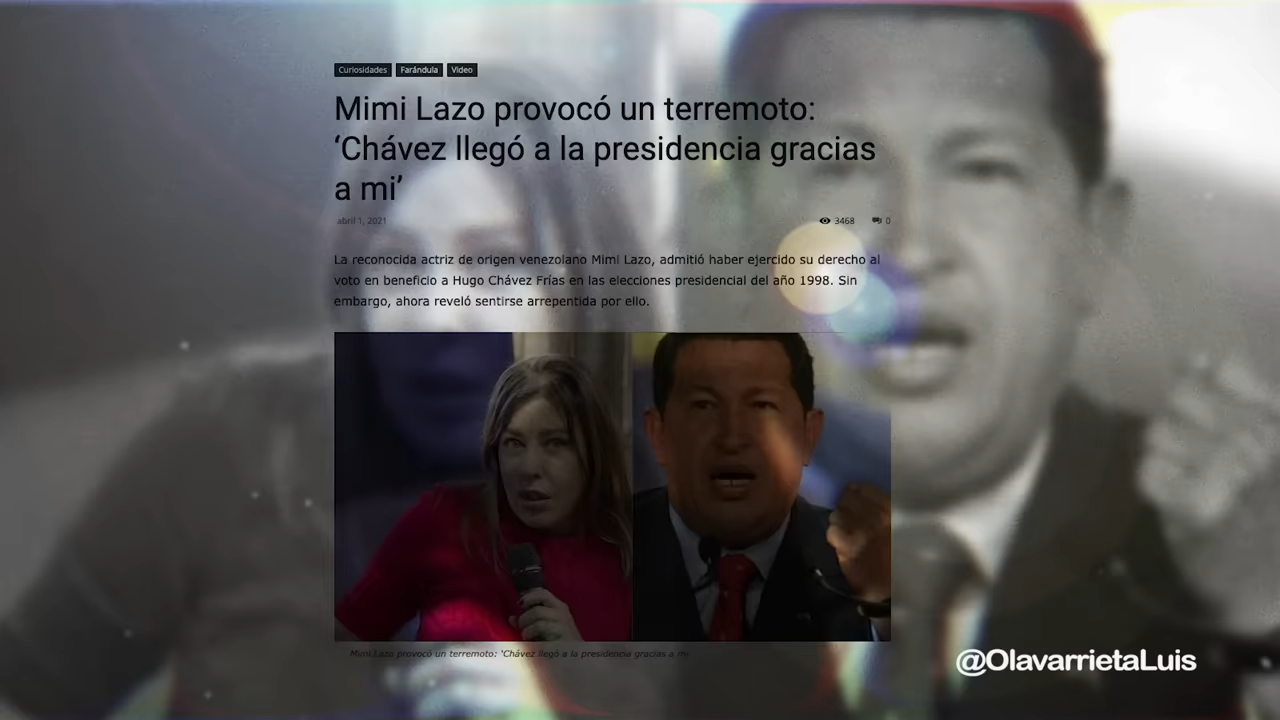 Curiosidades Farándula Video
Mimi Lazo provocó un terremoto:
‘Chávez llegó a la presidencia gracias
a mi’
abril 1, 2021 3468 0
La reconocida actriz de origen venezolano Mimi Lazo, admitió haber ejercido su derecho al
voto en beneficio a Hugo Chávez Frías en las elecciones presidencial del año 1998. Sin
embargo, ahora reveló sentirse arrepentida por ello.
Mimi Lazo provocó un terremoto: ‘Chávez llegó a la presidencia gracias a mi
@OlavarrietaLuis